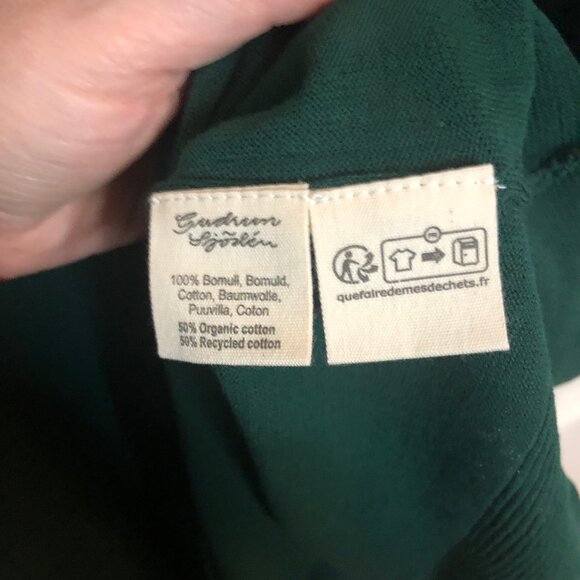 Gudrun
Sjödén
100% Bomull, Bomuld,
Cotton, Baumwolle,
Puuvilla, Coton
50% Organic cotton
50% Recycled cotton
quefairedemesdechets.fr